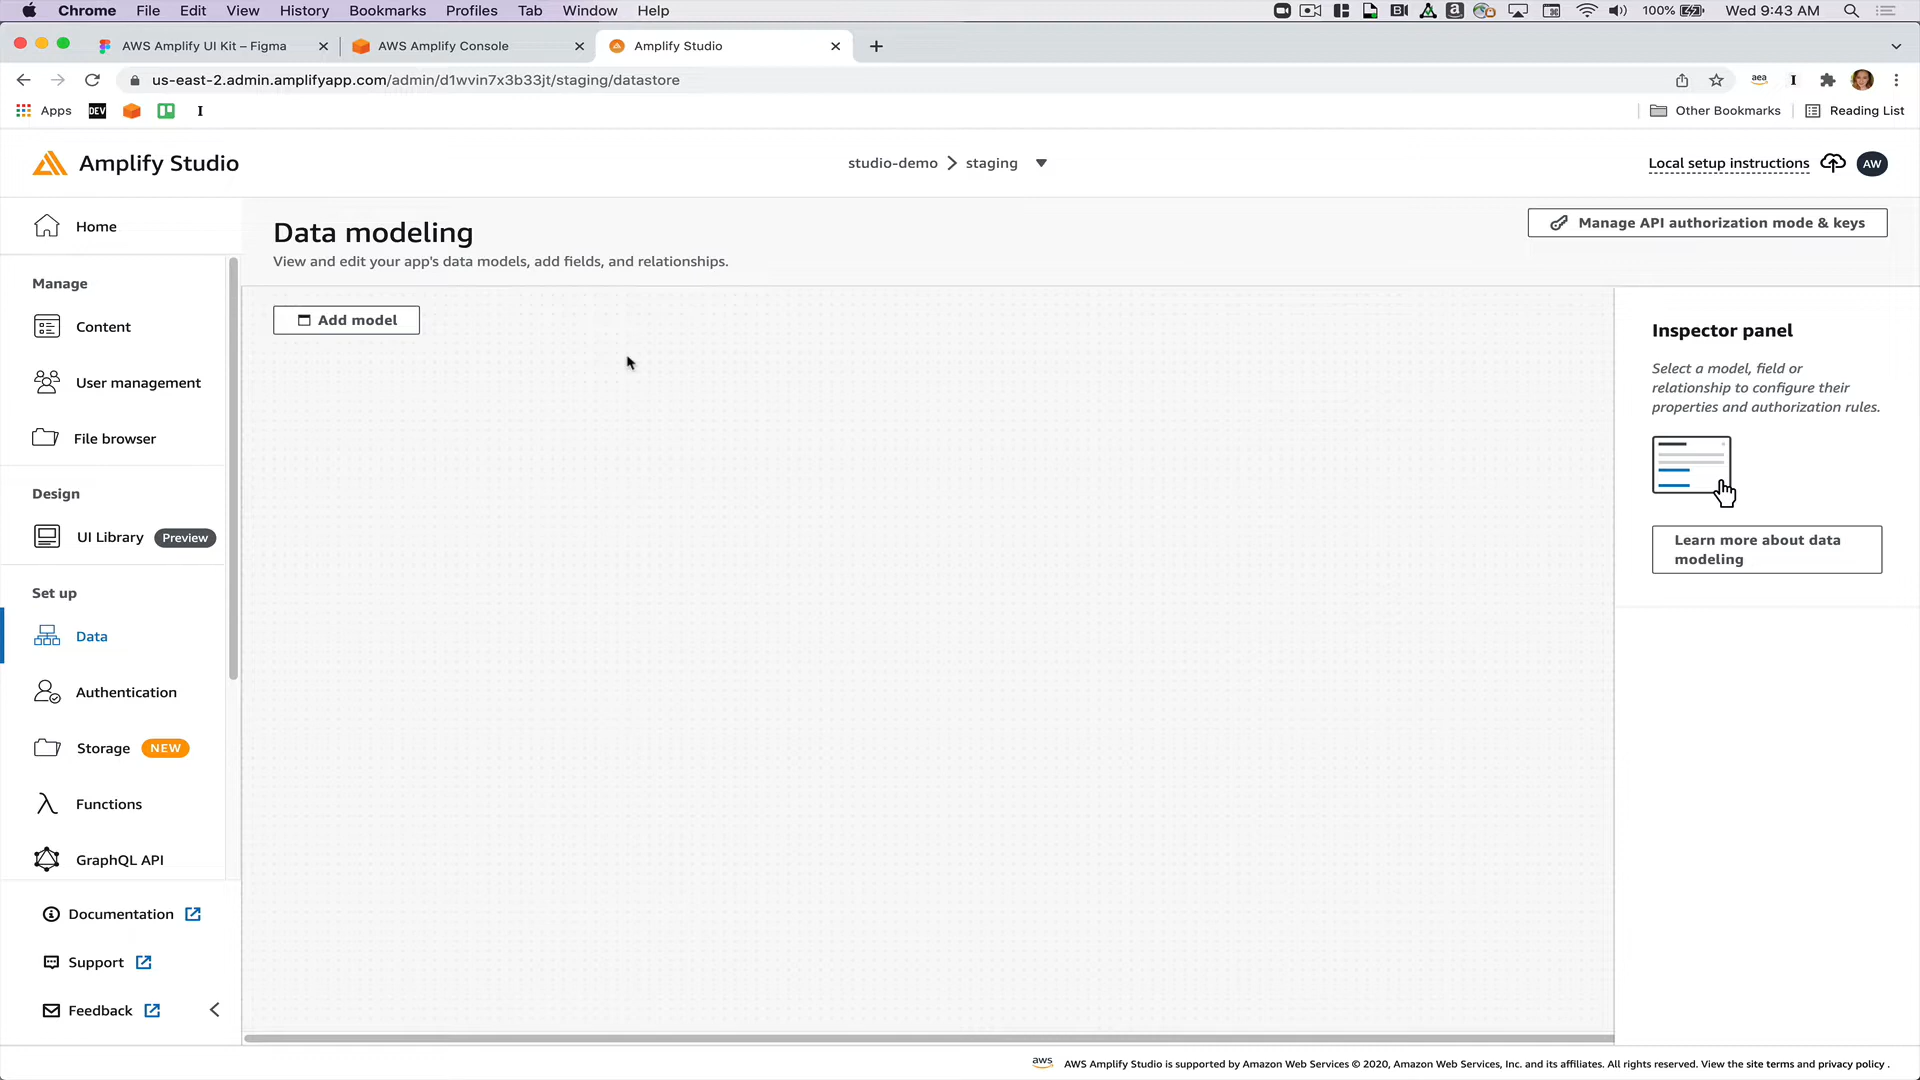 Chrome File Edit View History Bookmarks Profiles Tab Window Help 100% Wed 9:43 AM
AWS Amplify UI Kit – Figma AWS Amplify Console Amplify Studio
us-east-2.admin.amplifyapp.com/admin/d1wvin7x3b33jt/staging/datastore aea I
Apps DEV I Other Bookmarks Reading List
Amplify Studio studio-demo staging Local setup instructions AW
Home
Manage
Content
User management
File browser
Design
UI Library Preview
Set up
Data
Authentication
Storage NEW
Functions
GraphQL API
Documentation
Support
Feedback
Data modeling
View and edit your app's data models, add fields, and relationships.
Manage API authorization mode & keys
Add model
Inspector panel
Select a model, field or
relationship to configure their
properties and authorization rules.
Learn more about data
modeling
aws AWS Amplify Studio is supported by Amazon Web Services © 2020, Amazon Web Services, Inc. and its affiliates. All rights reserved. View the site terms and privacy policy .